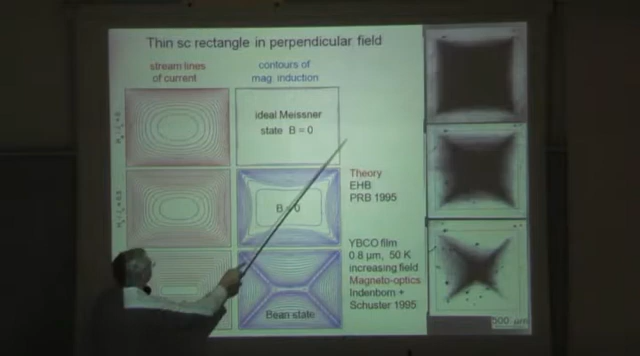 Thin sc rectangle in perpendicular field
stream lines
of current
contours of
mag. induction
ideal Meissner
state B = 0
B = 0
Bean state
Theory
EHB
PRB 1995
YBCO film
0.8 μm, 50 K
increasing field
Magneto-optics
Indenbom +
Schuster 1995
500 μm